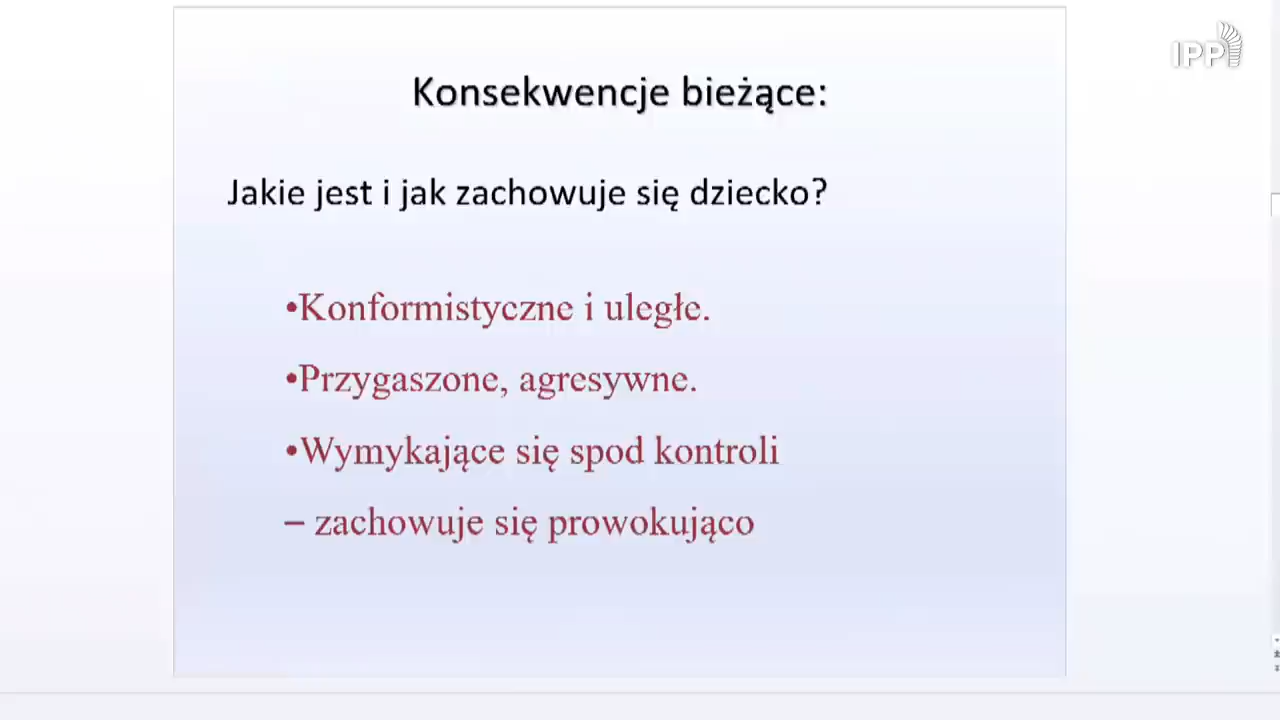 IPP
Konsekwencje bieżące:
Jakie jest i jak zachowuje się dziecko?
•Konformistyczne i uległe.
•Przygaszone, agresywne.
•Wymykające się spod kontroli
– zachowuje się prowokująco